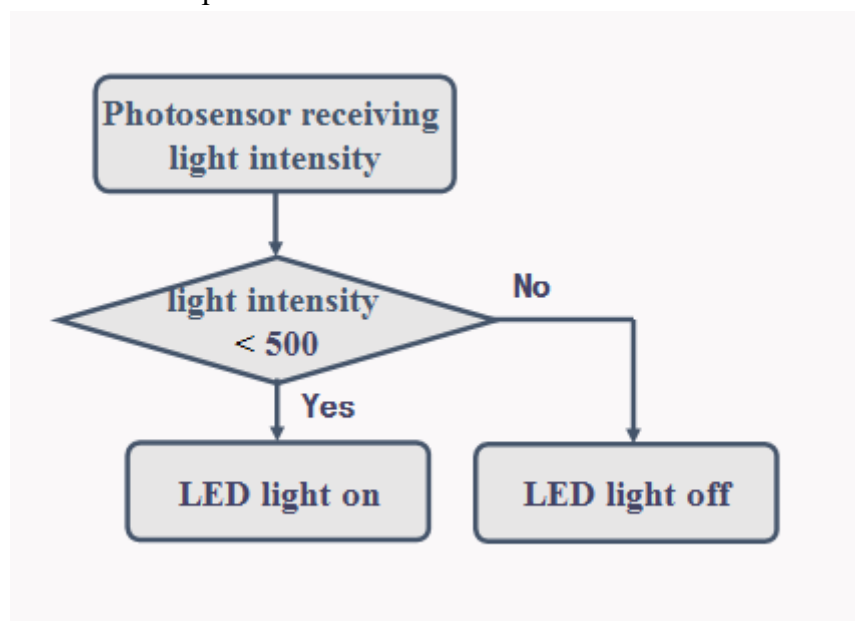 Photosensor receiving
light intensity
light intensity
< 500
No
Yes
LED light on
LED light off